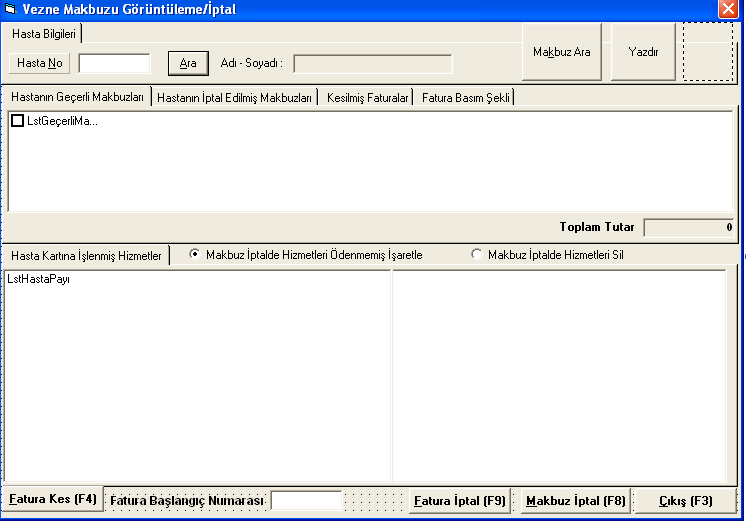 Vezne Makbuzu Görüntüleme/İptal
Hasta Bilgileri
Hasta No Ara Adı - Soyadı : Makbuz Ara Yazdır
Hastanın Geçerli Makbuzları Hastanın İptal Edilmiş Makbuzları Kesilmiş Faturalar Fatura Basım Şekli
LstGeçerliMa...
Toplam Tutar 0
Hasta Kartına İşlenmiş Hizmetler Makbuz İptalde Hizmetleri Ödenmemiş İşaretle Makbuz İptalde Hizmetleri Sil
LstHastaPayı
Fatura Kes (F4) Fatura Başlangıç Numarası Fatura İptal (F9) Makbuz İptal (F8) Çıkış (F3)